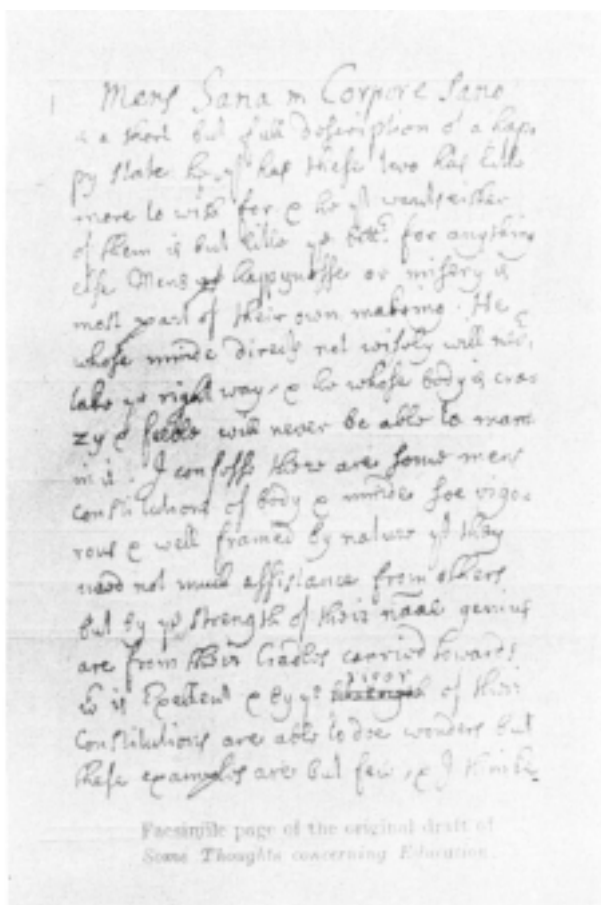 1 Mens Sana in Corpore sano
is a short but full description of a hap
py state he yt has these two has little
more to wish for & he yt wants either
of them is but little ye bettr for any thing
else Mens happynesse or misery is
most part of their own makeing. He
whose minde directs not wisely will never
take ye right way, & he whose body is cra
zy & feeble will never be able to
in it. I confesse there are some mens
constitutions of body & minde soe vigo
rous & well framed by nature yt they
need not much assistance from others
but by ye strength of their genius
are from their Cradles carried towards
is Excellent & by ye vigor of their
Constitutions are able to doe wonders but
these examples are but few, & I thinke
Facsimile page of the original draft of
Some Thoughts concerning Education.